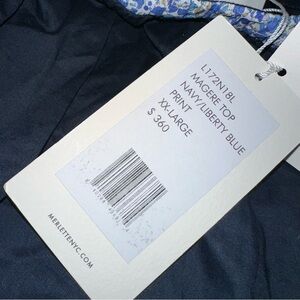 L172N18L
MAGERE TOP
NAVY/LIBERTY BLUE
PRINT
XX-LARGE
$ 360
MERLETTENYC.COM